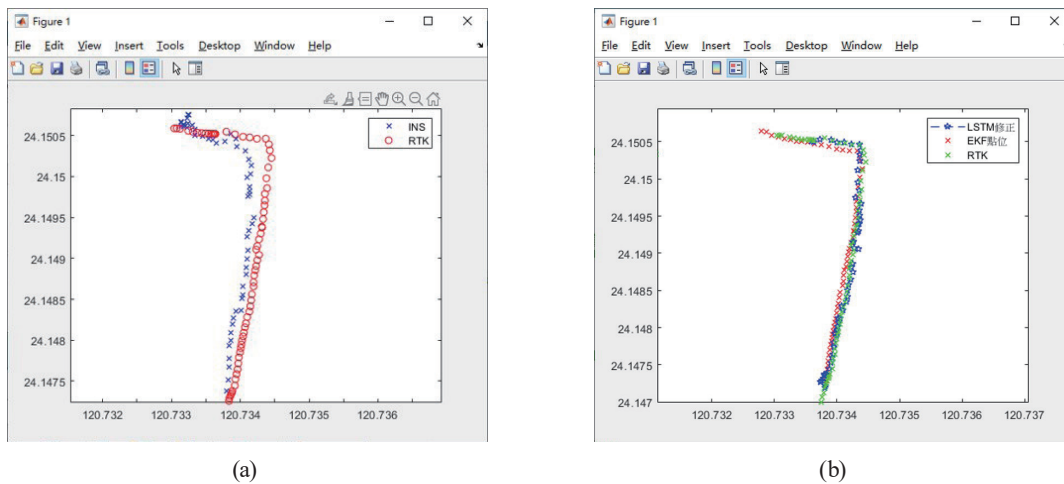 Figure 1
File Edit View Insert Tools Desktop Window Help
INS
RTK
24.1505
24.15
24.1495
24.149
24.1485
24.148
24.1475
120.732 120.733 120.734 120.735 120.736
(a)
Figure 1
File Edit View Insert Tools Desktop Window Help
LSTM修正
EKF點位
RTK
24.1505
24.15
24.1495
24.149
24.1485
24.148
24.1475
24.147
120.732 120.733 120.734 120.735 120.736 120.737
(b)